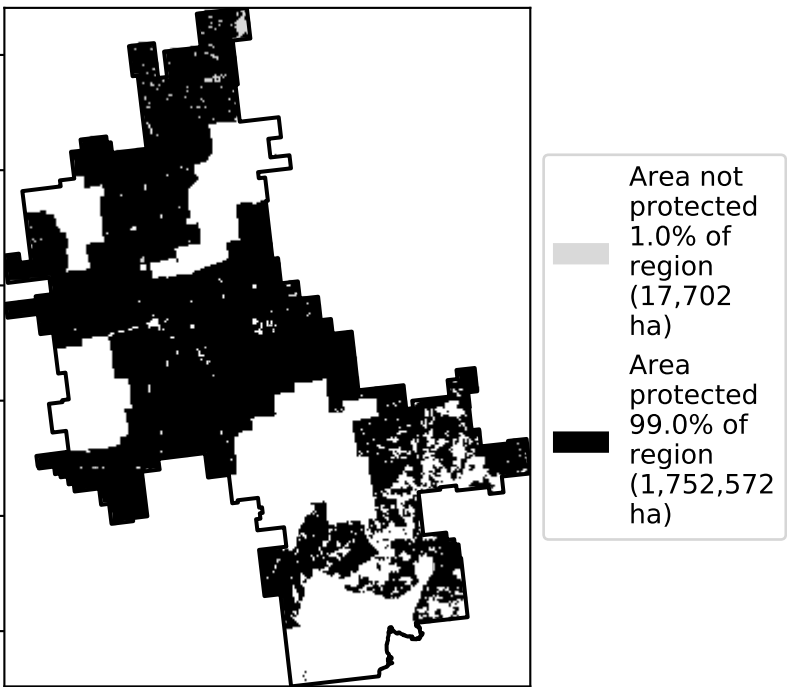 Area not
protected
1.0% of
region
(17,702
ha)
Area
protected
99.0% of
region
(1,752,572
ha)